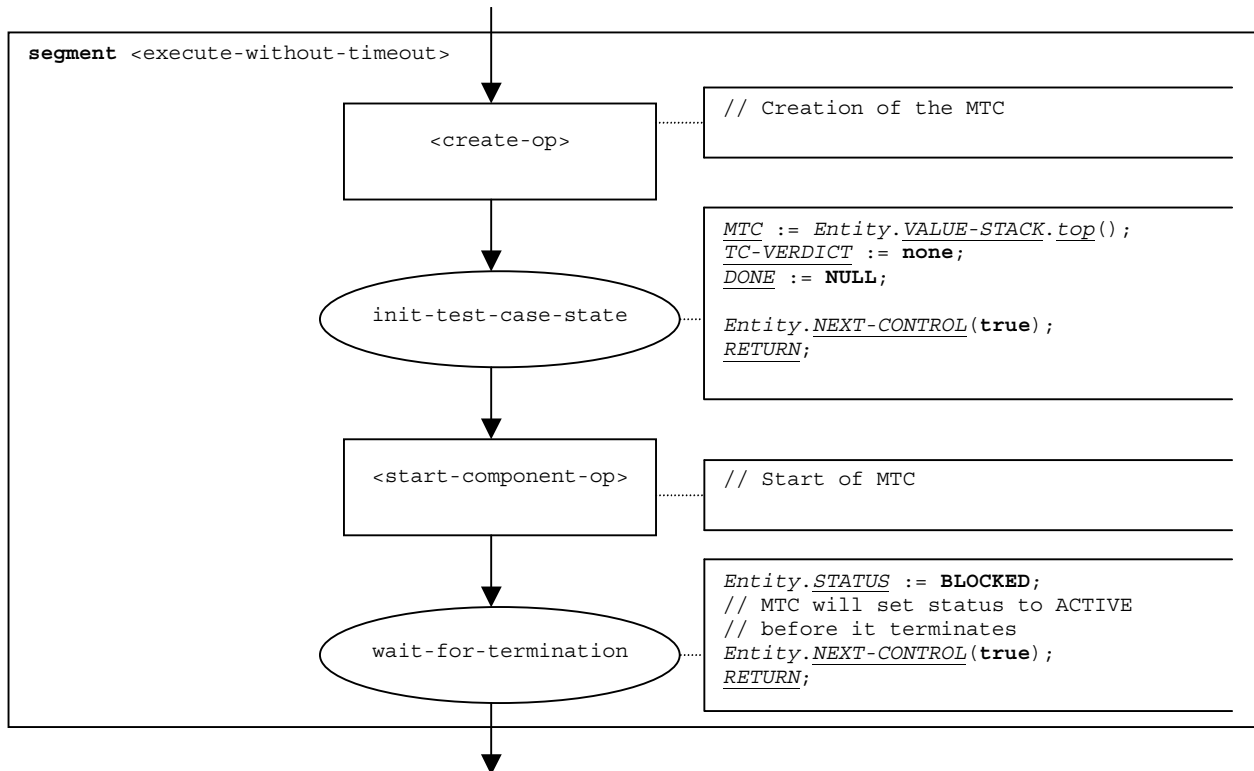 segment <execute-without-timeout>
<create-op>
// Creation of the MTC
init-test-case-state
MTC := Entity.VALUE-STACK.top();
TC-VERDICT := none;
DONE := NULL;
Entity.NEXT-CONTROL(true);
RETURN;
<start-component-op>
// Start of MTC
wait-for-termination
Entity.STATUS := BLOCKED;
// MTC will set status to ACTIVE
// before it terminates
Entity.NEXT-CONTROL(true);
RETURN;